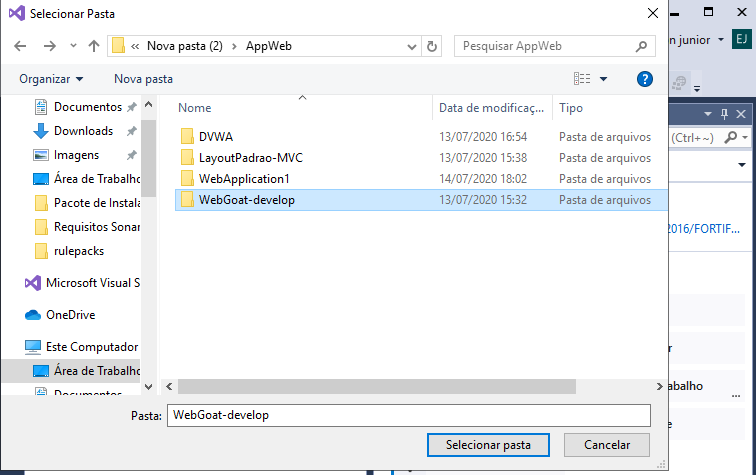 Selecionar Pasta
« Nova pasta (2) > AppWeb
Pesquisar AppWeb
n junior
EJ
Organizar
Nova pasta
Documentos
Downloads
Imagens
Área de Trabalho
Pacote de Instala
Requisitos Sonar
rulepacks
Microsoft Visual S
OneDrive
Este Computador
Área de Trabalho
Documentos
Nome
Data de modificaç...
Tipo
DVWA 13/07/2020 16:54 Pasta de arquivos
LayoutPadrao-MVC 13/07/2020 15:38 Pasta de arquivos
WebApplication1 14/07/2020 18:02 Pasta de arquivos
WebGoat-develop 13/07/2020 15:32 Pasta de arquivos
(Ctrl+~)
2016/FORTIF...
r
abalho
...
e
Pasta: WebGoat-develop
Selecionar pasta
Cancelar